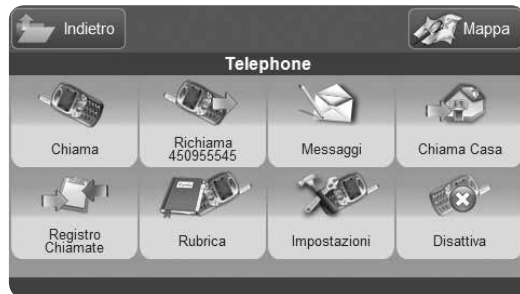 Indietro
Mappa
Telephone
Chiama
Richiama
450955545
Messaggi
Chiama Casa
Registro
Chiamate
Rubrica
Impostazioni
Disattiva